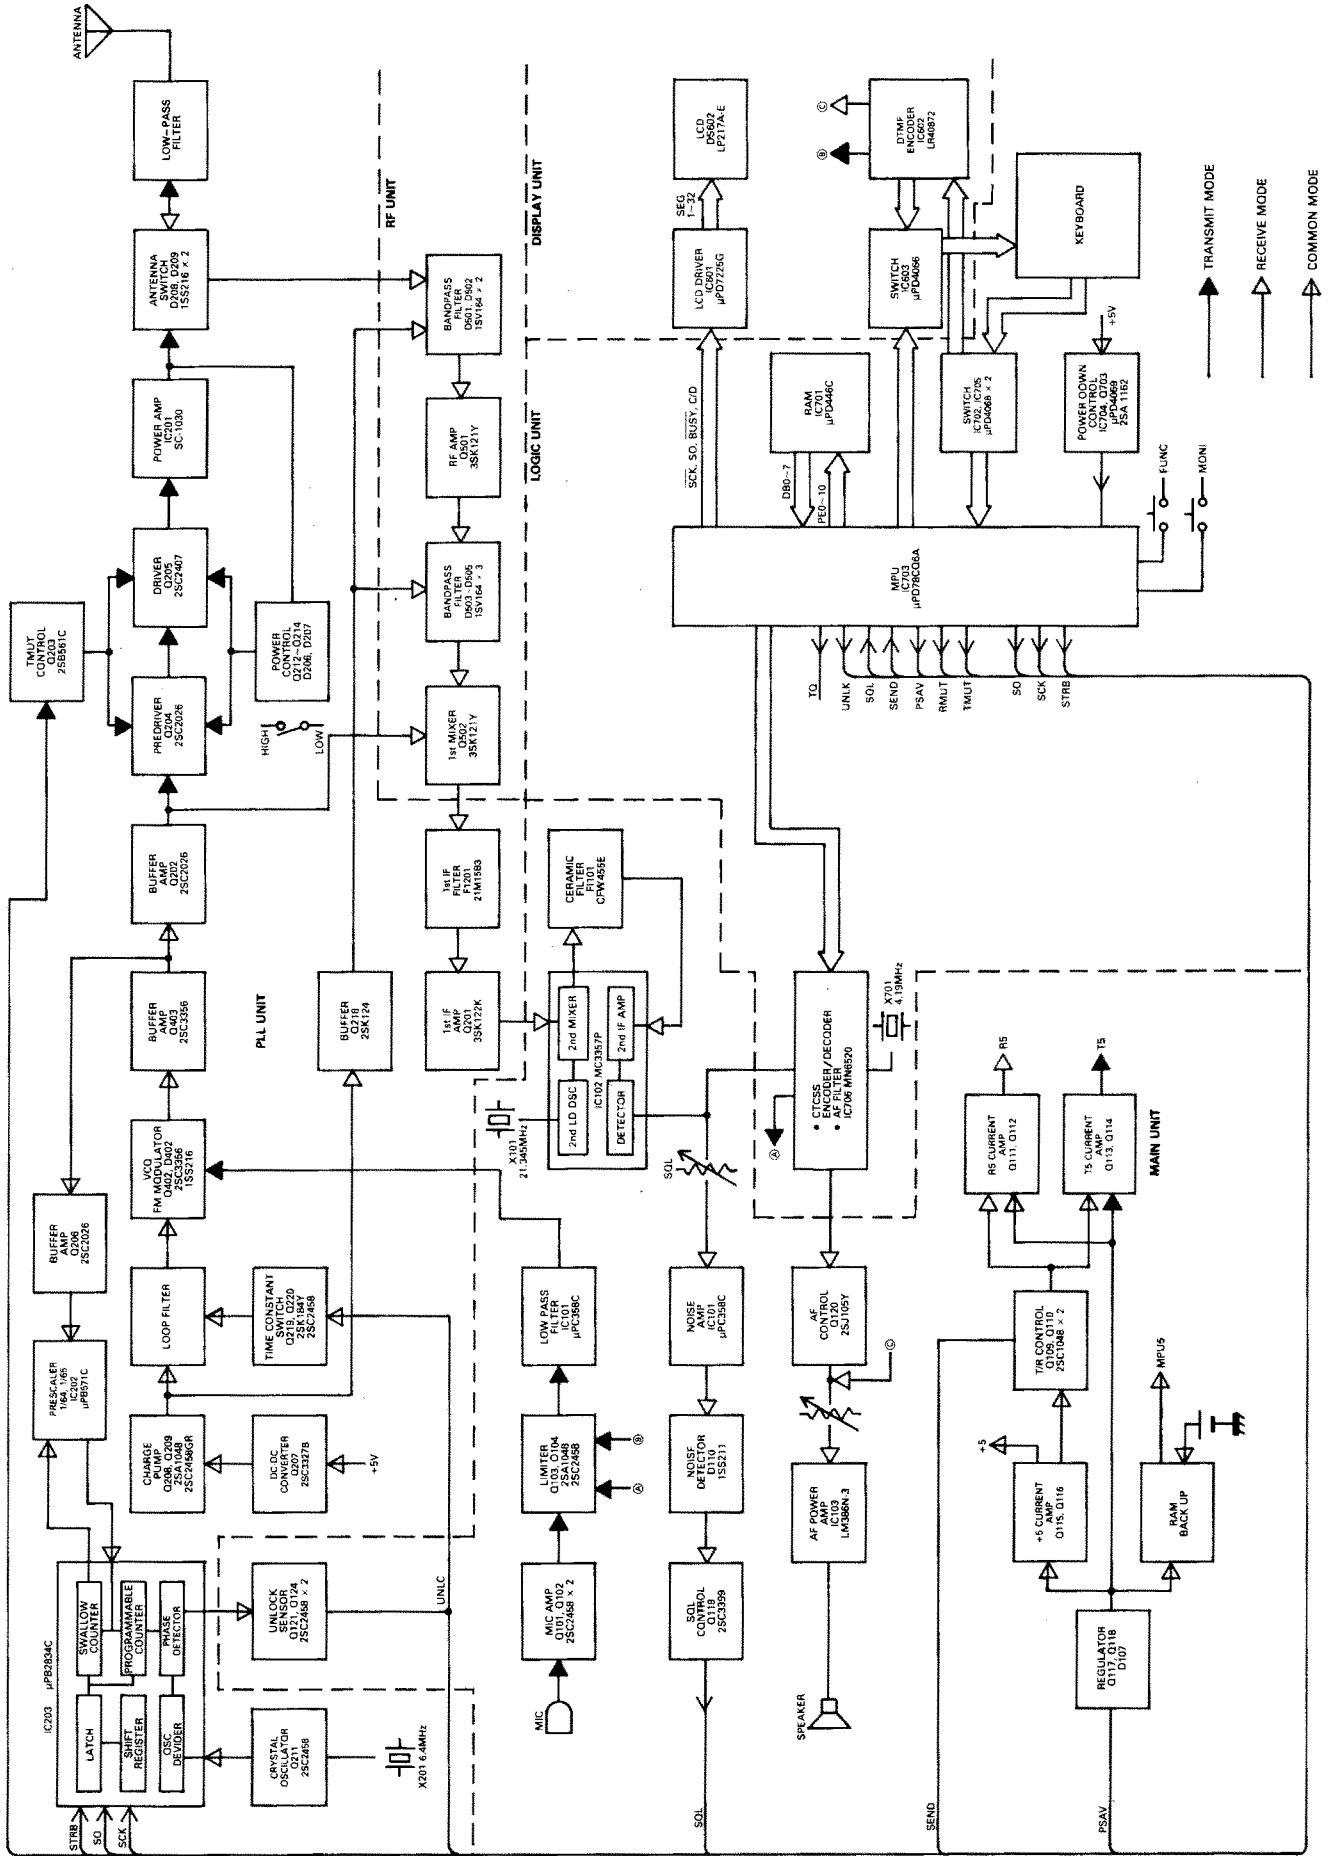 ANTENNA
LOW-PASS
FILTER
ANTENNA
SWITCH
D208, D209
1SS216 × 2
POWER AMP
IC201
SC-1030
DRIVER
Q205
2SC2407
PREDRIVER
Q204
2SC2026
TMUT
CONTROL
Q203
2SB561C
POWER
CONTROL
Q212~Q214
D206, D207
HIGH
LOW
BUFFER
AMP
Q202
2SC2026
BUFFER
AMP
Q403
2SC3356
PLL UNIT
BUFFER
Q218
2SK124
VCO
FM MODULATOR
Q402, D402
2SC3356
1SS216
BUFFER
AMP
Q206
2SC2026
LOOP FILTER
TIME CONSTANT
SWITCH
Q219, Q220
2SK184Y
2SC2458
PRESCALER
1/64, 1/65
IC202
µPB571C
CHARGE
PUMP
Q208, Q209
2SA1048
2SC2458GR
DC-DC
CONVERTER
Q207
2SC3327B
+5V
IC203
µPB2834C
SWALLOW
COUNTER
PROGRAMMABLE
COUNTER
PHASE
DETECTOR
LATCH
SHIFT
REGISTER
OSC
DEVIDER
STRB
SO
SCK
UNLOCK
SENSOR
Q121, Q124
2SC2458 × 2
UNLC
CRYSTAL
OSCILLATOR
Q211
2SC2458
X201 6.4MHz
RF UNIT
DISPLAY UNIT
LOGIC UNIT
BANDPASS
FILTER
D501, D502
1SV164 × 2
RF AMP
Q501
3SK121Y
BANDPASS
FILTER
D503~D505
1SV164 × 3
1st MIXER
Q502
3SK121Y
1st IF
FILTER
F1201
21M15B3
1st IF
AMP
Q201
3SK122K
CERAMIC
FILTER
FI101
CFW455E
2nd MIXER
2nd IF AMP
IC102 MC3357P
2nd LO OSC
DETECTOR
X101
21.345MHz
SQL
LOW PASS
FILTER
IC101
µPC358C
LIMITER
Q103, Q104
2SA1048
2SC2458
Ⓐ
Ⓑ
MIC AMP
Q101, Q102
2SC2458 × 2
MIC
NOISE
AMP
IC101
µPC358C
NOISE
DETECTOR
D110
1SS211
SQL
CONTROL
Q119
2SC3399
SQL
LCD
DS602
LP217A-E
SEG
1~32
LCD DRIVER
IC601
µPD7225G
SCK, SO, BUSY, C/D
Ⓑ
Ⓒ
DTMF
ENCODER
IC602
LR40872
SWITCH
IC603
µPD4066
KEYBOARD
RAM
IC701
µPD446C
DB0~7
PE0~10
SWITCH
IC702, IC705
µPD4066 × 2
POWER DOWN
CONTROL
IC704, Q703
µPD4069
2SA 1162
+5V
MPU
IC703
µPD78C06A
FUNC
MONI
TQ
UNLK
SQL
SEND
PSAV
RMUT
TMUT
SO
SCK
STRB
TRANSMIT MODE
RECEIVE MODE
COMMON MODE
• CTCSS
ENCODER/DECODER
• AF FILTER
IC706 MN6520
Ⓐ
X701
4.19MHz
AF
CONTROL
Q120
2SJ105Y
Ⓒ
AF POWER
AMP
IC103
LM386N-3
SPEAKER
R5
T5
R5 CURRENT
AMP
Q111, Q112
T5 CURRENT
AMP
Q113, Q114
MAIN UNIT
T/R CONTROL
Q109, Q110
2SC1048 × 2
MPU5
+5
+5 CURRENT
AMP
Q115, Q116
RAM
BACK UP
REGULATOR
Q117, Q118
D107
SEND
PSAV